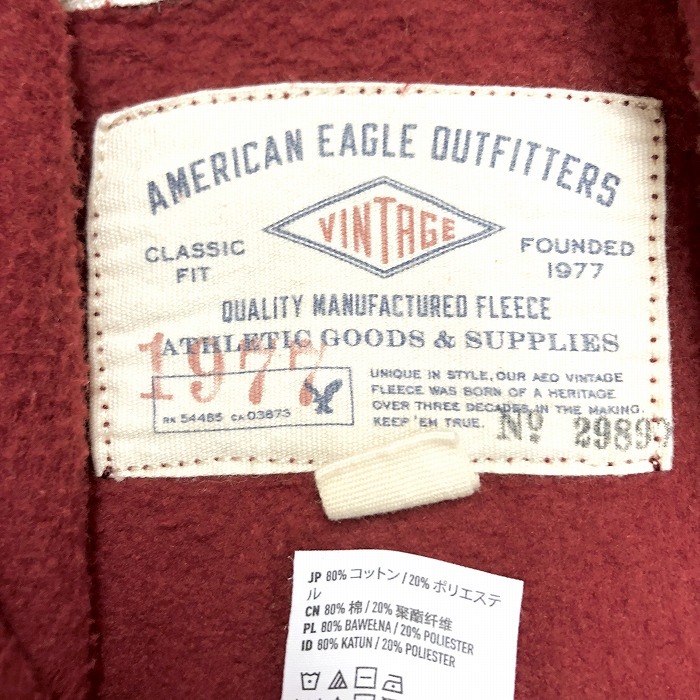 AMERICAN EAGLE OUTFITTERS
VINTAGE
CLASSIC
FIT
FOUNDED
1977
QUALITY MANUFACTURED FLEECE
ATHLETIC GOODS & SUPPLIES
1977
RN 54485 CA 03873
UNIQUE IN STYLE, OUR AEO VINTAGE
FLEECE WAS BORN OF A HERITAGE
OVER THREE DECADES IN THE MAKING.
KEEP 'EM TRUE.
Nº 29897
JP 80% コットン / 20% ポリエステ
ル
CN 80% 棉 / 20% 聚酯纤维
PL 80% BAWEŁNA / 20% POLIESTER
ID 80% KATUN / 20% POLIESTER